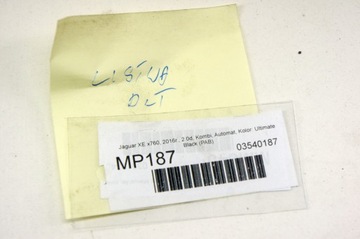 LISTWA
DLT
Jaguar XE x760, 2016r., 2.0d, Kombi, Automat, Kolor: Ultimate
Black (PAB)
MP187
03540187